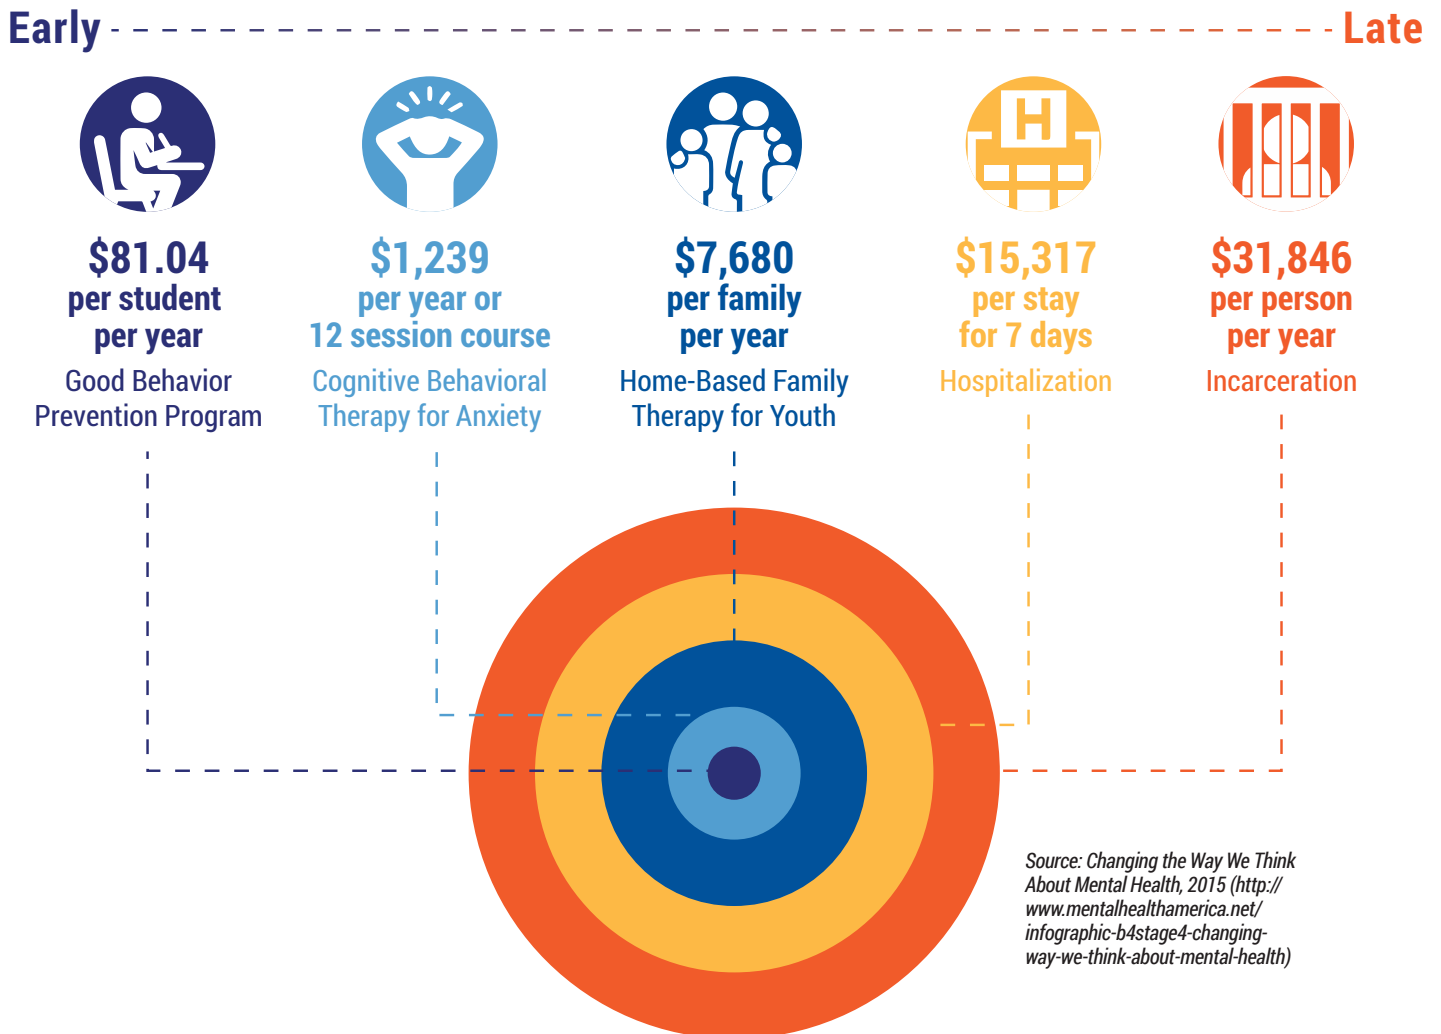 Early
Late
H
$81.04
per student
per year
Good Behavior
Prevention Program
$1,239
per year or
12 session course
Cognitive Behavioral
Therapy for Anxiety
$7,680
per family
per year
Home-Based Family
Therapy for Youth
$15,317
per stay
for 7 days
Hospitalization
$31,846
per person
per year
Incarceration
Source: Changing the Way We Think
About Mental Health, 2015 (http://
www.mentalhealthamerica.net/
infographic-b4stage4-changing-
way-we-think-about-mental-health)